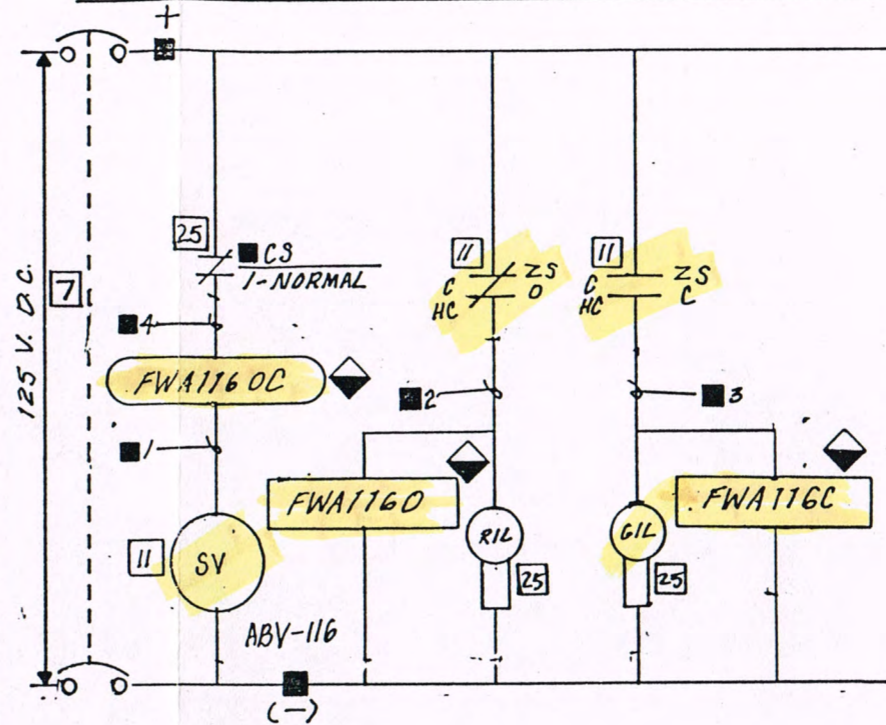 +
125 V. D.C.
7
25
CS
1-NORMAL
4
FWA116 OC
1
11
SV
ABV-116
(-)
11
C
HC
ZS
O
2
FWA116O
RIL
25
11
C
HC
ZS
C
3
FWA116C
GIL
25